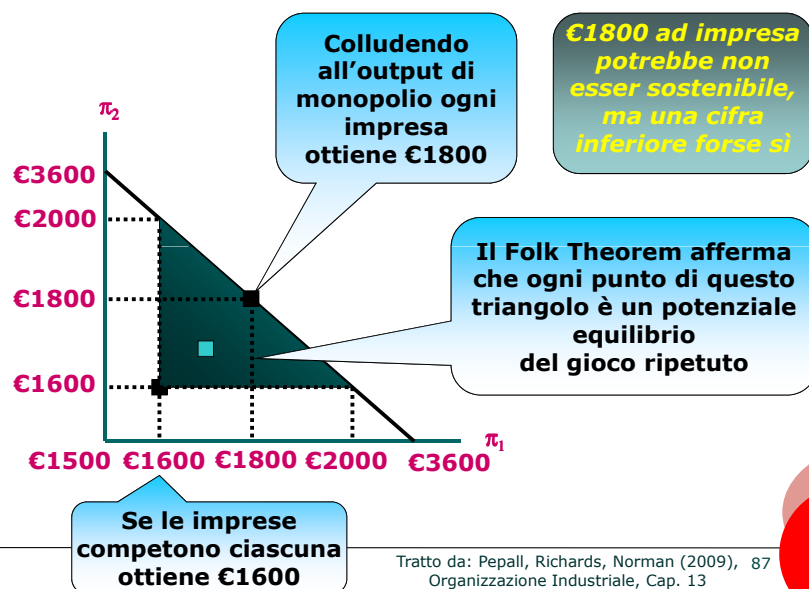 Colludendo
all'output di
monopolio ogni
impresa
ottiene €1800
€1800 ad impresa
potrebbe non
esser sostenibile,
ma una cifra
inferiore forse sì
π2
€3600
€2000
€1800
€1600
Il Folk Theorem afferma
che ogni punto di questo
triangolo è un potenziale
equilibrio
del gioco ripetuto
π1
€1500 €1600 €1800 €2000 €3600
Se le imprese
competono ciascuna
ottiene €1600
Tratto da: Pepall, Richards, Norman (2009), 87
Organizzazione Industriale, Cap. 13